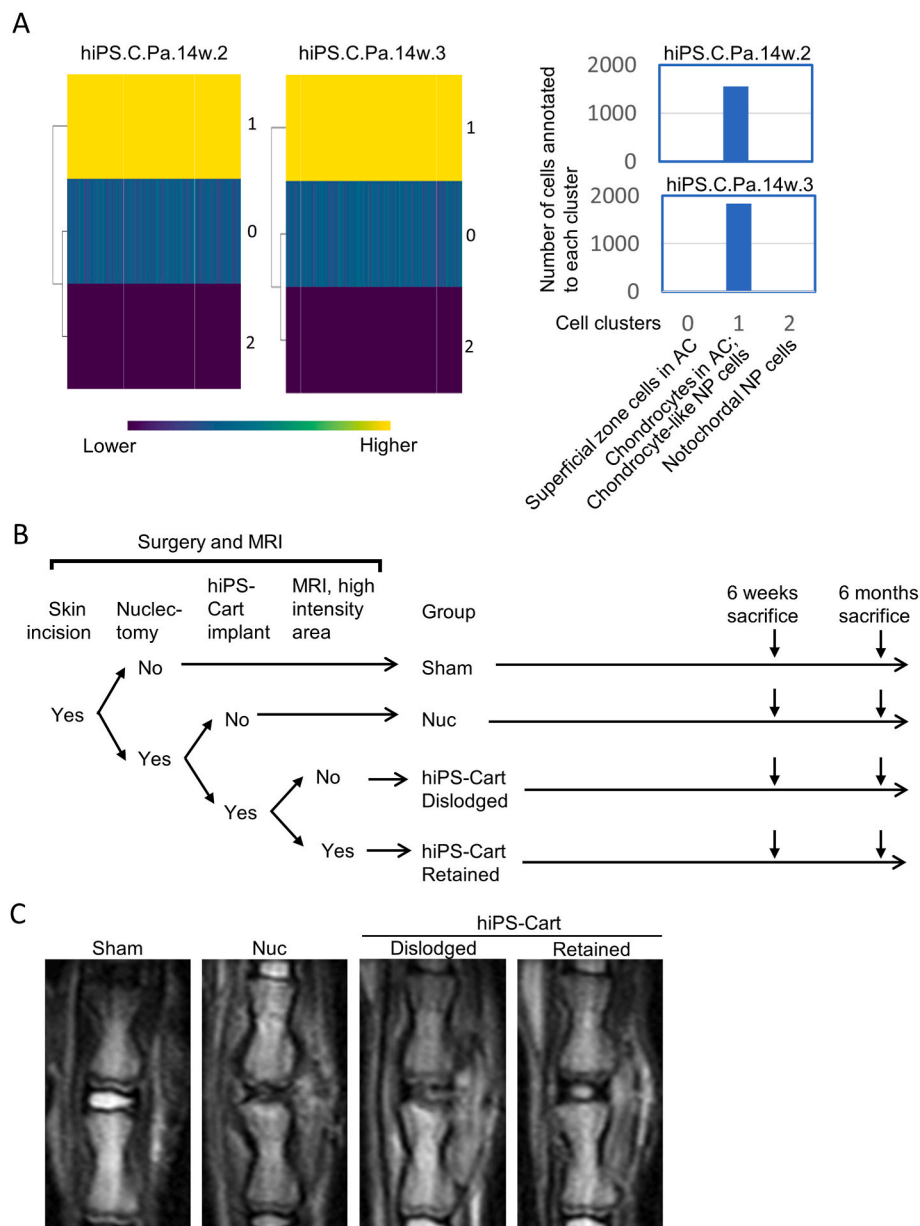 A
hiPS.C.Pa.14w.2
hiPS.C.Pa.14w.3
1
0
2
1
0
2
Lower
Higher
Number of cells annotated
to each cluster
hiPS.C.Pa.14w.2
2000
1000
0
hiPS.C.Pa.14w.3
2000
1000
0
Cell clusters
0
1
2
Superficial zone cells in AC
Chondrocytes in AC;
Chondrocyte-like NP cells
Notochordal NP cells
B
Surgery and MRI
Skin
incision
Nuclec-
tomy
hiPS-
Cart
implant
MRI, high
intensity
area
Group
6 weeks
sacrifice
6 months
sacrifice
No
Sham
Yes
No
Nuc
Yes
No
hiPS-Cart
Dislodged
Yes
Yes
hiPS-Cart
Retained
C
hiPS-Cart
Sham
Nuc
Dislodged
Retained